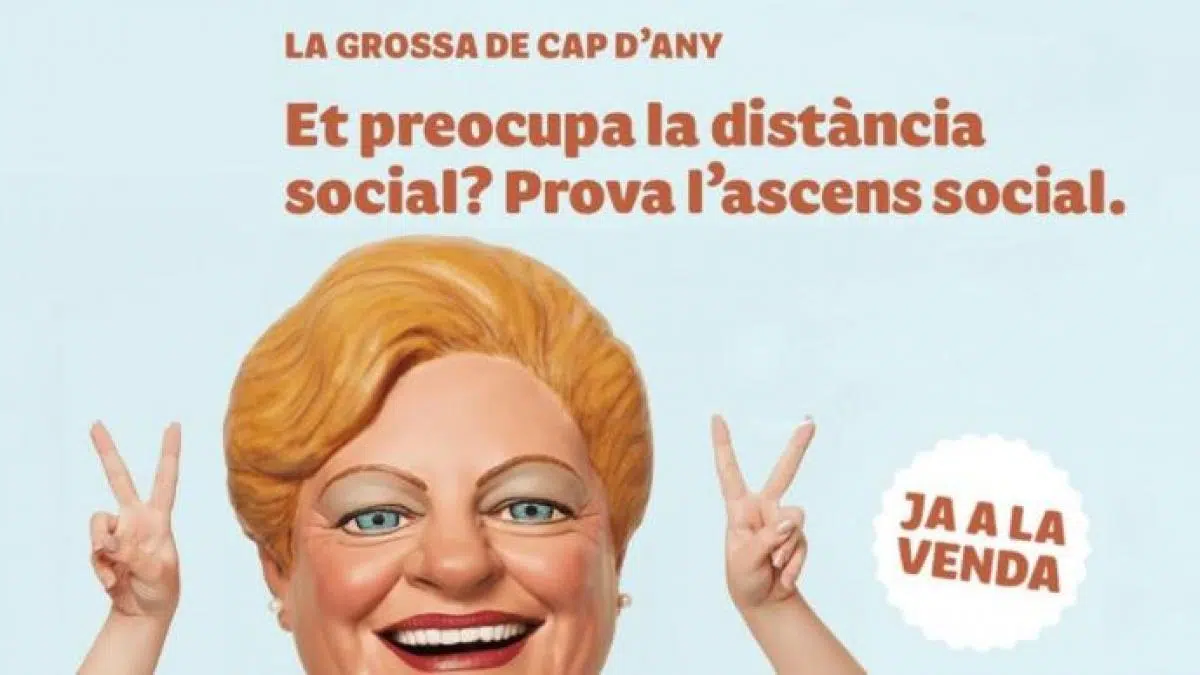 LA GROSSA DE CAP D’ANY
Et preocupa la distància
social? Prova l’ascens social.
JA A LA
VENDA